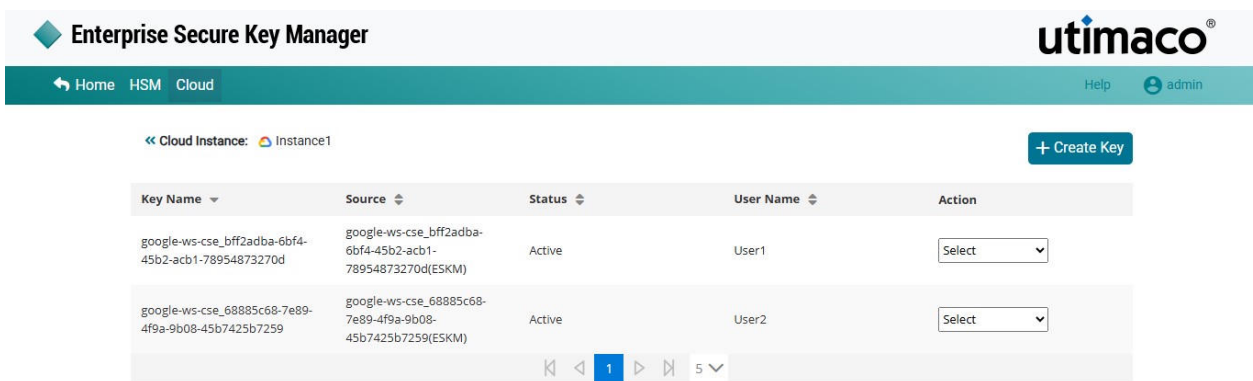 Enterprise Secure Key Manager
utimaco®
Home HSM Cloud Help admin
Cloud Instance: Instance1
+ Create Key
Key Name Source Status User Name Action
google-ws-cse_bff2adba-6bf4-
45b2-acb1-78954873270d
google-ws-cse_bff2adba-
6bf4-45b2-acb1-
78954873270d(ESKM)
Active
User1
Select
google-ws-cse_68885c68-7e89-
4f9a-9b08-45b7425b7259
google-ws-cse_68885c68-
7e89-4f9a-9b08-
45b7425b7259(ESKM)
Active
User2
Select
1 5